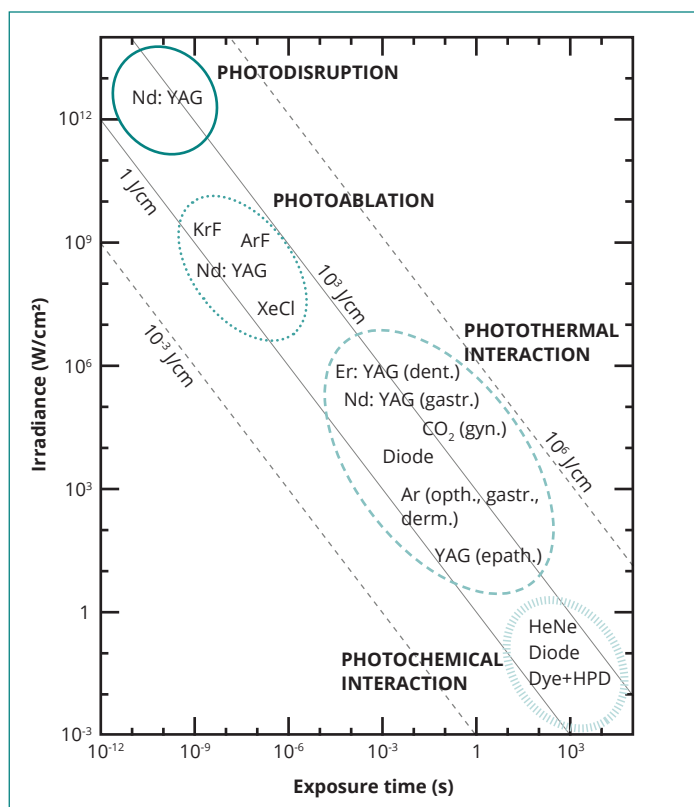 PHOTODISRUPTION
Nd: YAG
10¹²
1 J/cm
PHOTOABLATION
KrF
ArF
10⁹
Nd: YAG
10³ J/cm
XeCl
10⁻³ J/cm
PHOTOTHERMAL
INTERACTION
10⁶
Er: YAG (dent.)
Nd: YAG (gastr.)
CO₂ (gyn.)
10⁶ J/cm
Diode
10³
Ar (opth., gastr.,
derm.)
YAG (epath.)
1
HeNe
PHOTOCHEMICAL
INTERACTION
Diode
Dye+HPD
10⁻³
Irradiance (W/cm²)
10⁻¹²
10⁻⁹
10⁻⁶
10⁻³
1
10³
Exposure time (s)